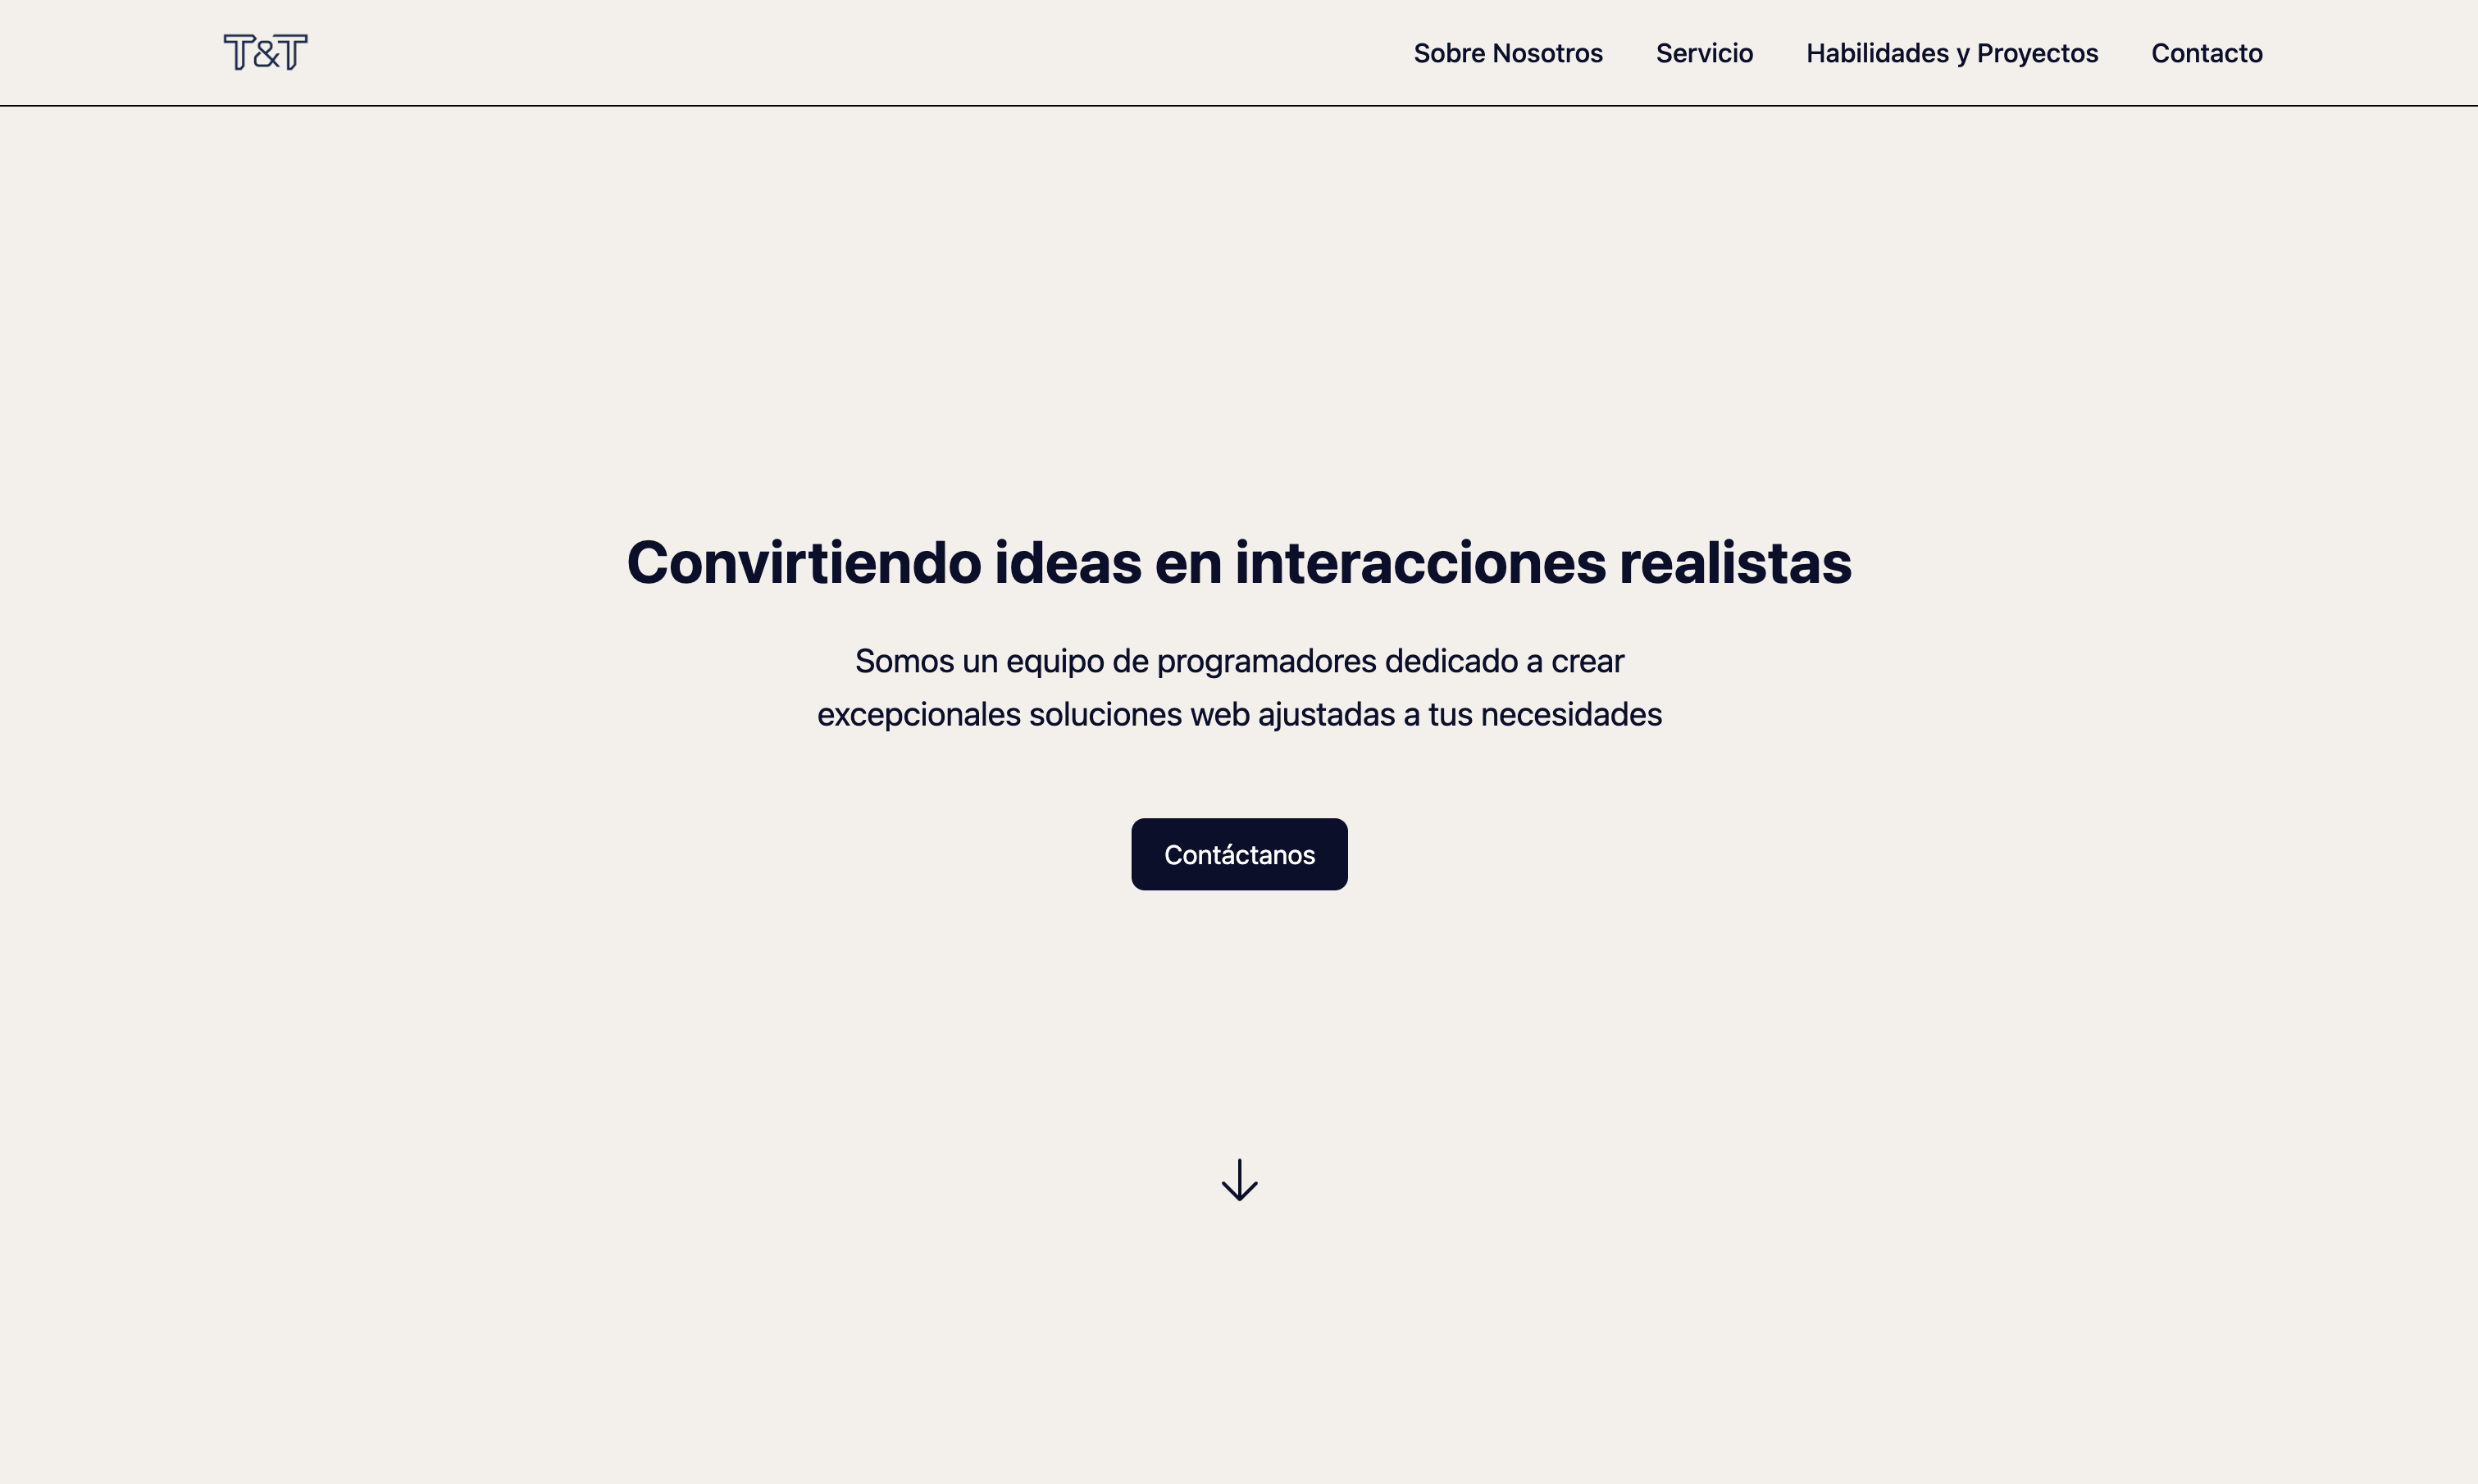 T&T
Sobre Nosotros
Servicio
Habilidades y Proyectos
Contacto
Convirtiendo ideas en interacciones realistas
Somos un equipo de programadores dedicado a crear
excepcionales soluciones web ajustadas a tus necesidades
Contáctanos